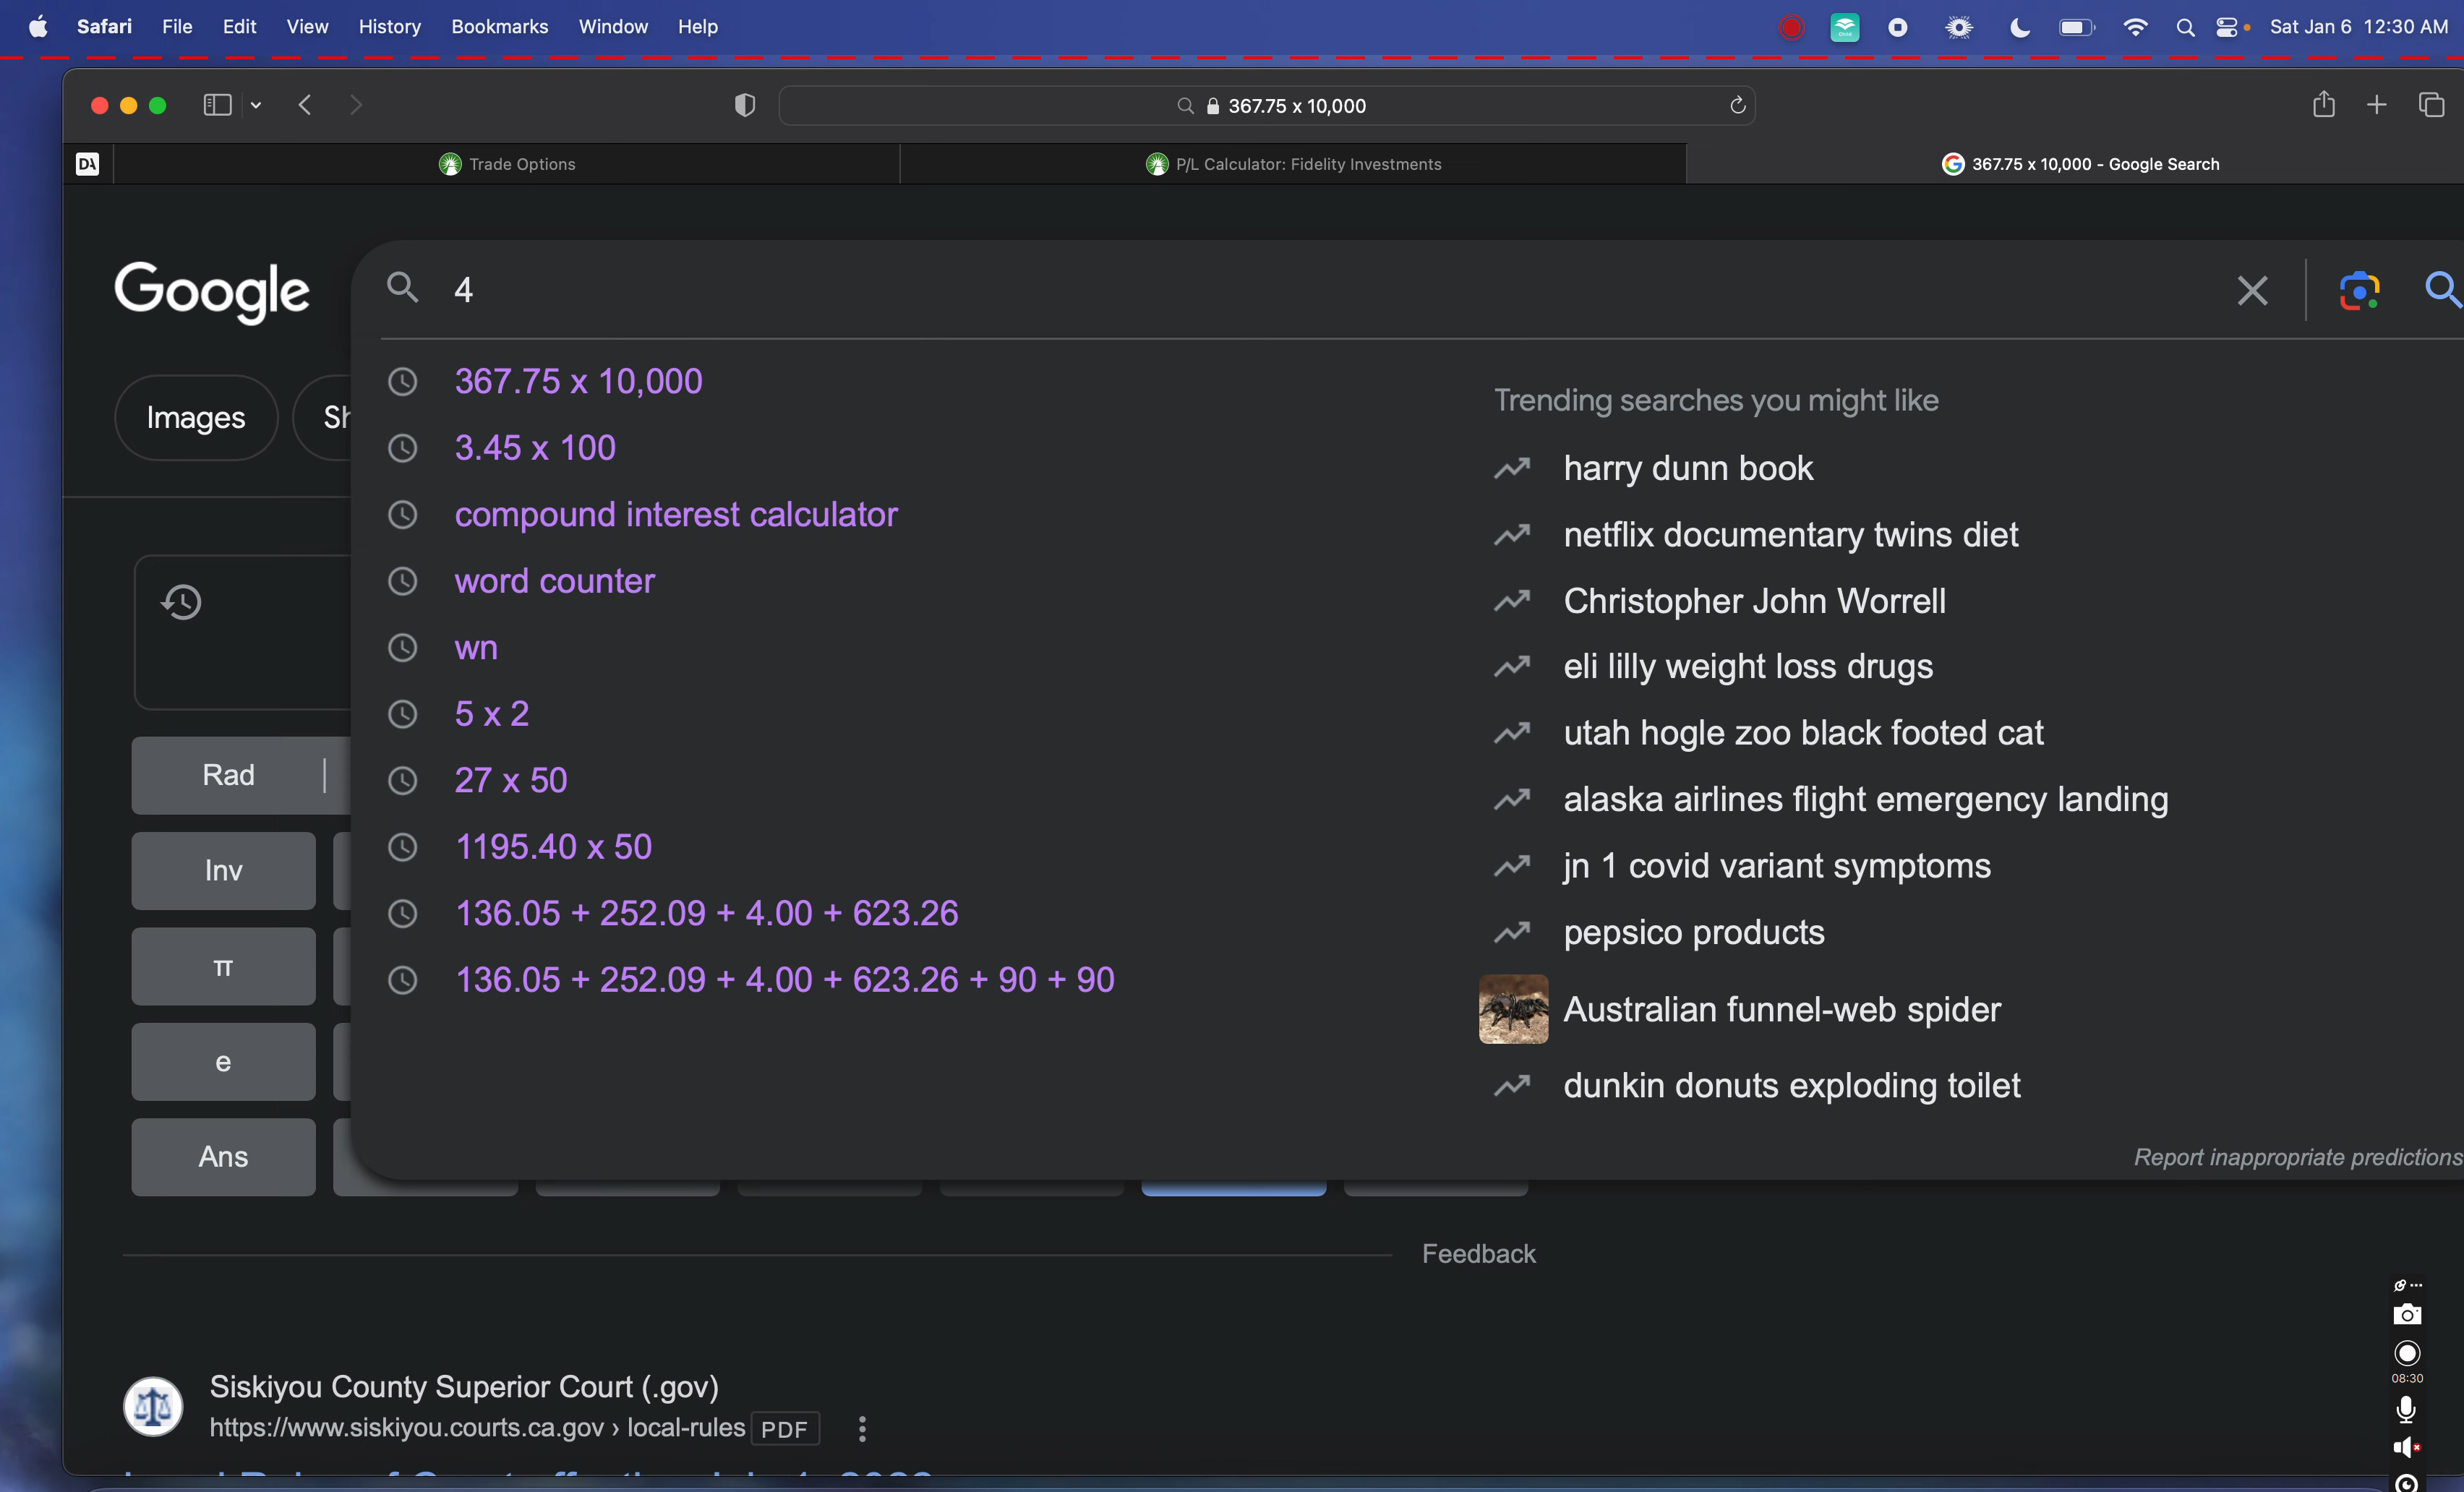 Safari File Edit View History Bookmarks Window Help Sat Jan 6 12:30 AM
367.75 x 10,000
Trade Options
P/L Calculator: Fidelity Investments
367.75 x 10,000 - Google Search
Google
4
Images
Sh
367.75 x 10,000
3.45 x 100
compound interest calculator
word counter
wn
5 x 2
27 x 50
1195.40 x 50
136.05 + 252.09 + 4.00 + 623.26
136.05 + 252.09 + 4.00 + 623.26 + 90 + 90
Trending searches you might like
harry dunn book
netflix documentary twins diet
Christopher John Worrell
eli lilly weight loss drugs
utah hogle zoo black footed cat
alaska airlines flight emergency landing
jn 1 covid variant symptoms
pepsico products
Australian funnel-web spider
dunkin donuts exploding toilet
Report inappropriate predictions
Rad
Inv
π
e
Ans
Feedback
Siskiyou County Superior Court (.gov)
https://www.siskiyou.courts.ca.gov › local-rules PDF
08:30